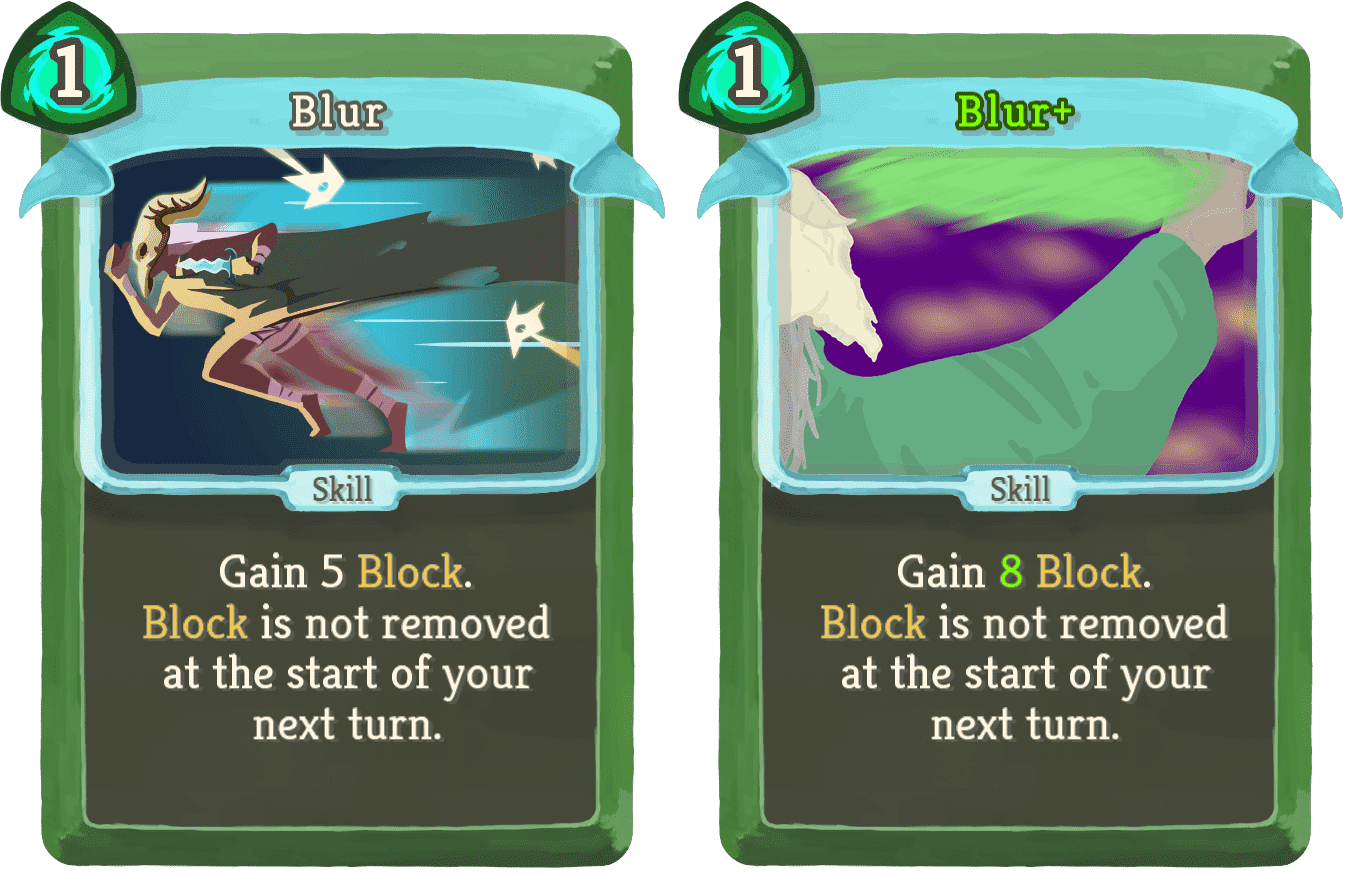 1
Blur
Skill
Gain 5 Block.
Block is not removed
at the start of your
next turn.
1
Blur+
Skill
Gain 8 Block.
Block is not removed
at the start of your
next turn.